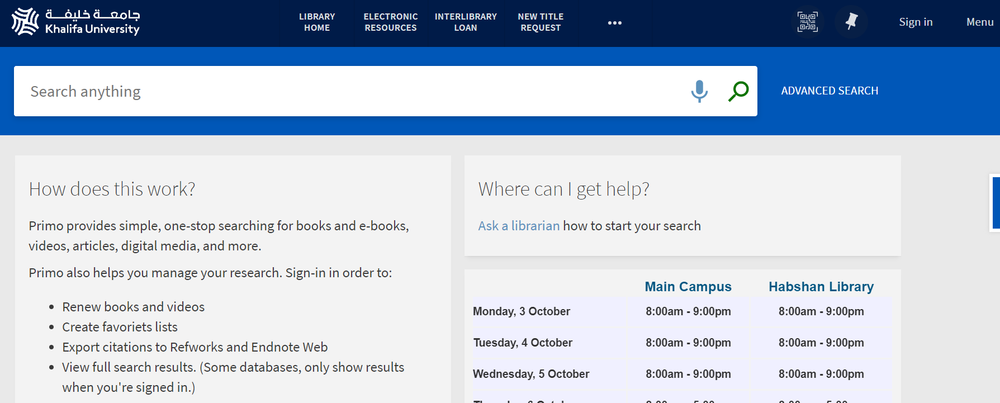 جامعة خليفة
Khalifa University
LIBRARY
HOME
ELECTRONIC
RESOURCES
INTERLIBRARY
LOAN
NEW TITLE
REQUEST
•••
Sign in
Menu
Search anything
ADVANCED SEARCH
How does this work?
Primo provides simple, one-stop searching for books and e-books,
videos, articles, digital media, and more.
Primo also helps you manage your research. Sign-in in order to:
• Renew books and videos
• Create favoriets lists
• Export citations to Refworks and Endnote Web
• View full search results. (Some databases, only show results
when you're signed in.)
Where can I get help?
Ask a librarian how to start your search
Main Campus Habshan Library
Monday, 3 October 8:00am - 9:00pm 8:00am - 9:00pm
Tuesday, 4 October 8:00am - 9:00pm 8:00am - 9:00pm
Wednesday, 5 October 8:00am - 9:00pm 8:00am - 9:00pm